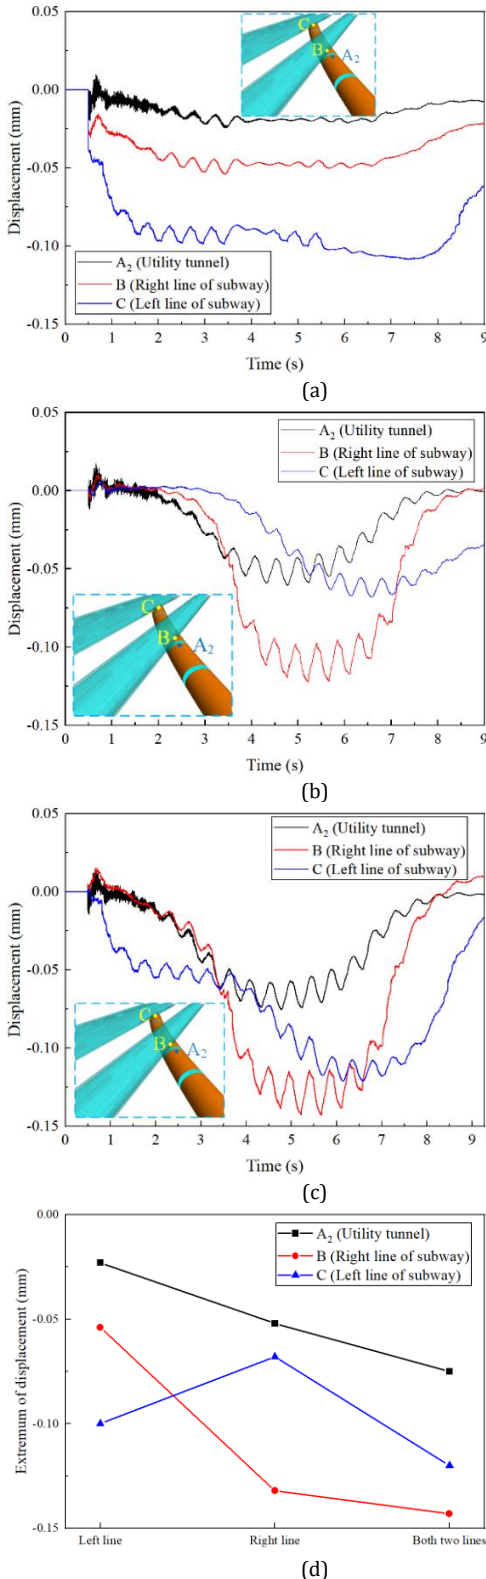 0.05
0.00
-0.05
-0.10
-0.15
Displacement (mm)
C
B
A2
A2 (Utility tunnel)
B (Right line of subway)
C (Left line of subway)
0 1 2 3 4 5 6 7 8 9
Time (s)
(a)
0.05
0.00
-0.05
-0.10
-0.15
Displacement (mm)
A2 (Utility tunnel)
B (Right line of subway)
C (Left line of subway)
C
B
A2
0 1 2 3 4 5 6 7 8 9
Time (s)
(b)
0.05
0.00
-0.05
-0.10
-0.15
Displacement (mm)
A2 (Utility tunnel)
B (Right line of subway)
C (Left line of subway)
C
B
A2
0 1 2 3 4 5 6 7 8 9
Time (s)
(c)
0.00
-0.05
-0.10
-0.15
Extremum of displacement (mm)
A2 (Utility tunnel)
B (Right line of subway)
C (Left line of subway)
Left line Right line Both two lines
(d)